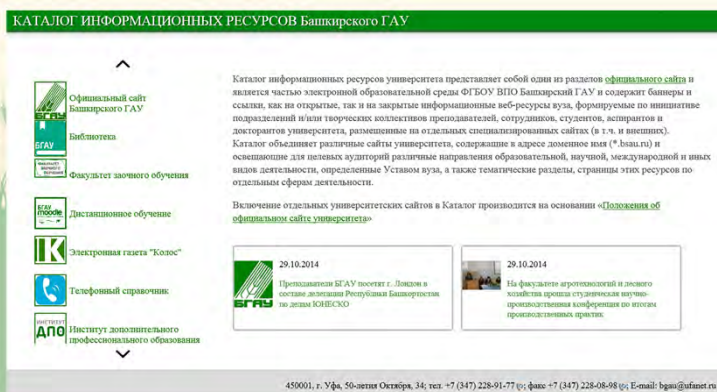 КАТАЛОГ ИНФОРМАЦИОННЫХ РЕСУРСОВ Башкирского ГАУ
БГАУ
Официальный сайт
Башкирского ГАУ
БГАУ
Библиотека
Факультет заочного обучения
БГАУ
moodle
Дистанционное обучение
К
Электронная газета "Колос"
Телефонный справочник
ИНСТИТУТ
ДПО
Институт дополнительного
профессионального образования
Каталог информационных ресурсов университета представляет собой один из разделов официального сайта и
является частью электронной образовательной среды ФГБОУ ВПО Башкирский ГАУ и содержит баннеры и
ссылки, как на открытые, так и на закрытые информационные веб-ресурсы вуза, формируемые по инициативе
подразделений и/или творческих коллективов преподавателей, сотрудников, студентов, аспирантов и
докторантов университета, размещенные на отдельных специализированных сайтах (в т.ч. и внешних).
Каталог объединяет различные сайты университета, содержащие в адресе доменное имя (*.bsau.ru) и
освещающие для целевых аудиторий различные направления образовательной, научной, международной и иных
видов деятельности, определенные Уставом вуза, а также тематические разделы, страницы этих ресурсов по
отдельным сферам деятельности.
Включение отдельных университетских сайтов в Каталог производится на основании «Положения об
официальном сайте университета»
БГАУ
29.10.2014
Преподаватели БГАУ посетят г. Лондон в
составе делегации Республики Башкортостан
по делам ЮНЕСКО
29.10.2014
На факультете агротехнологий и лесного
хозяйства прошла студенческая научно-
производственная конференция по итогам
производственных практик
450001, г. Уфа, 50-летия Октября, 34; тел. +7 (347) 228-91-77; факс +7 (347) 228-08-98; E-mail: bgau@ufanet.ru